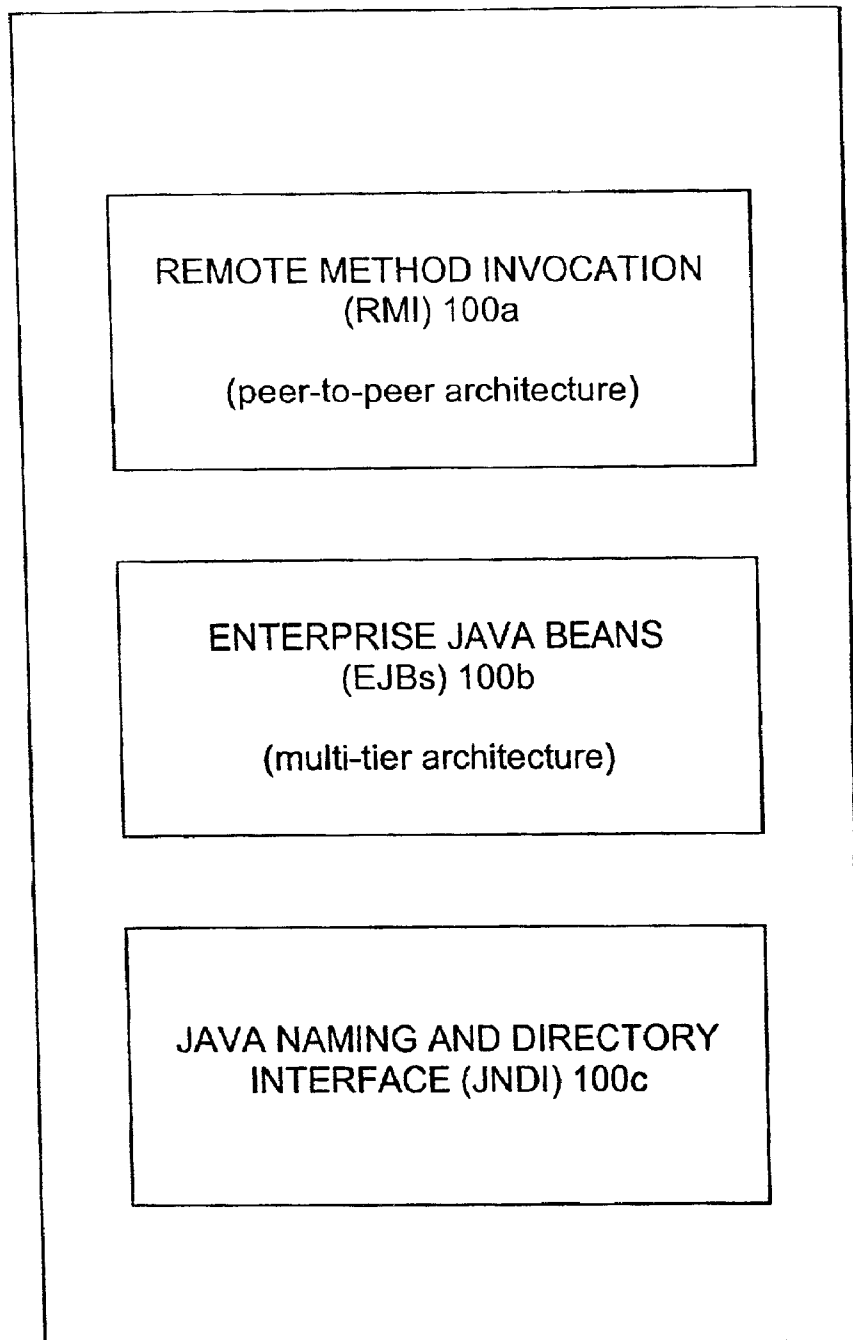 REMOTE METHOD INVOCATION
(RMI) 100a
(peer-to-peer architecture)
ENTERPRISE JAVA BEANS
(EJBs) 100b
(multi-tier architecture)
JAVA NAMING AND DIRECTORY
INTERFACE (JNDI) 100c